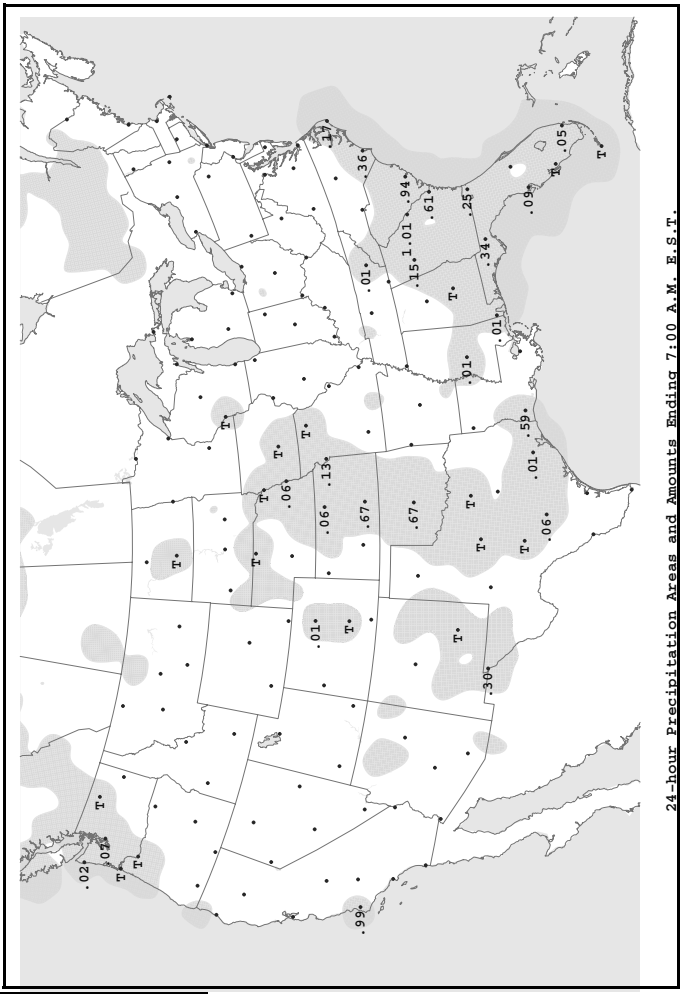 .02
T
T
T
T
T
T
T
T
.06
T
.01
.06
.13
.17
T
.99
.36
.67
.01
.94
1.01
.67
.15
.61
T
T
.01
.25
T
T
.34
.30
.01
T
.59
.09
.01
.06
T
.05
T
24-hour Precipitation Areas and Amounts Ending 7:00 A.M. E.S.T.